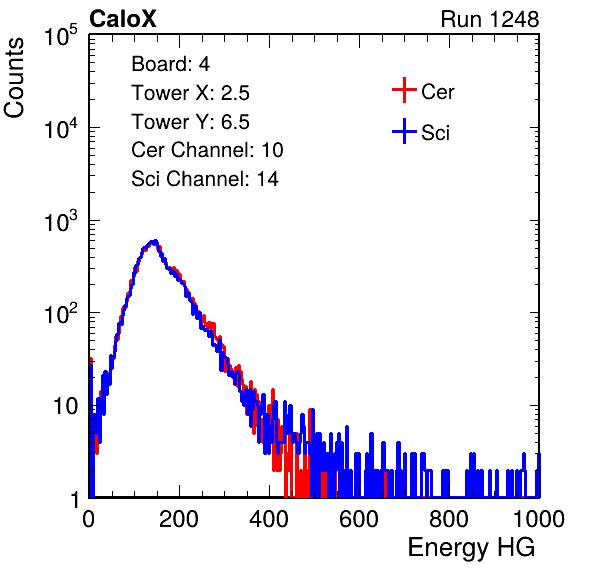 CaloX Run 1248
Counts
10^5
10^4
10^3
10^2
10
1
Board: 4
Tower X: 2.5
Tower Y: 6.5
Cer Channel: 10
Sci Channel: 14
Cer
Sci
0 200 400 600 800 1000
Energy HG